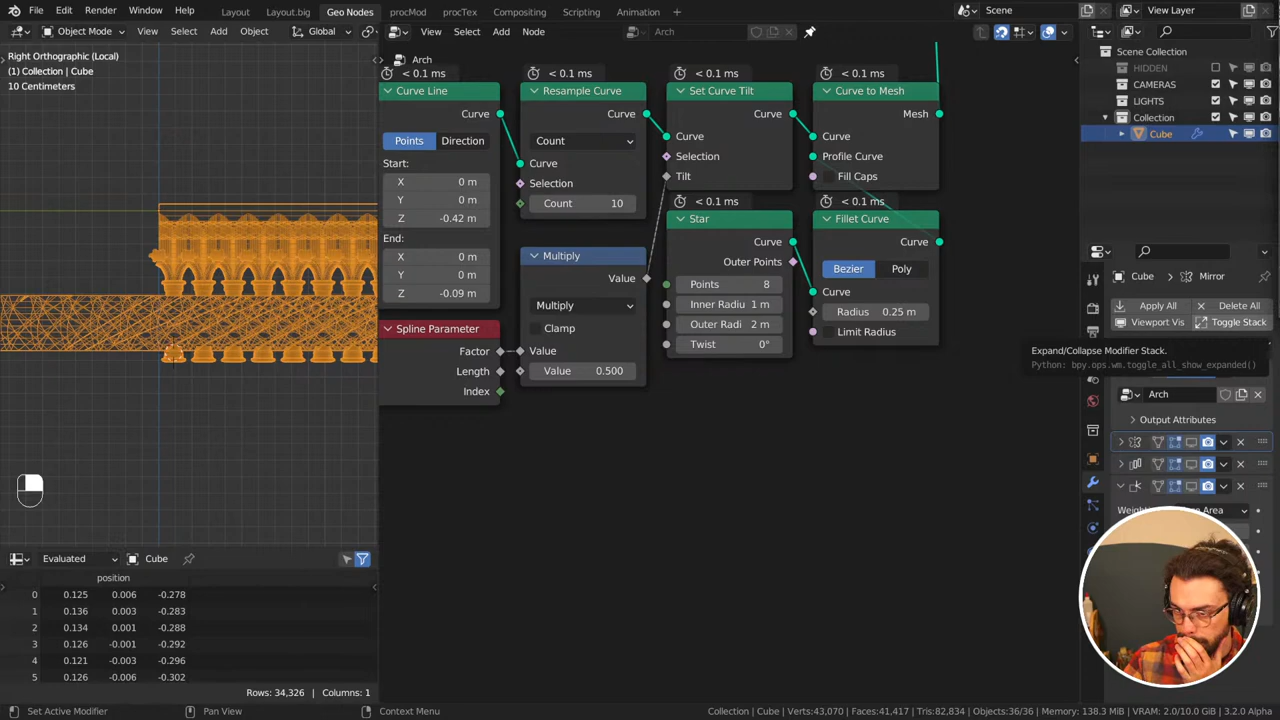 File Edit Render Window Help Layout Layout.big Geo Nodes procMod procTex Compositing Scripting Animation + Scene View Layer
Object Mode View Select Add Object Global View Select Add Node Arch
Right Orthographic (Local)
(1) Collection | Cube
10 Centimeters
Arch
< 0.1 ms < 0.1 ms < 0.1 ms < 0.1 ms
Curve Line
Curve
Points Direction
Start:
X 0 m
Y 0 m
Z -0.42 m
End:
X 0 m
Y 0 m
Z -0.09 m
Spline Parameter
Factor
Length
Index
Resample Curve
Curve
Count
Curve
Selection
Count 10
Multiply
Value
Multiply
Clamp
Value
Value 0.500
Set Curve Tilt
Curve
Curve
Selection
Tilt
< 0.1 ms
Star
Curve
Outer Points
Points 8
Inner Radiu 1 m
Outer Radi 2 m
Twist 0°
Curve to Mesh
Mesh
Curve
Profile Curve
Fill Caps
< 0.1 ms
Fillet Curve
Curve
Bezier Poly
Curve
Radius 0.25 m
Limit Radius
Scene Collection
HIDDEN
CAMERAS
LIGHTS
Collection
Cube
Cube Mirror
Apply All Delete All
Viewport Vis Toggle Stack
Expand/Collapse Modifier Stack.
Python: bpy.ops.wm.toggle_all_show_expanded()
Arch
Output Attributes
Evaluated Cube
position
0 0.125 0.006 -0.278
1 0.136 0.003 -0.283
2 0.134 0.001 -0.288
3 0.126 -0.001 -0.292
4 0.121 -0.003 -0.296
5 0.126 -0.006 -0.302
Rows: 34,326 | Columns: 1
Set Active Modifier Pan View Context Menu Collection | Cube | Verts:43,070 | Faces:41,417 | Tris:82,834 | Objects:36/36 | Memory: 138.3 MiB | VRAM: 2.0/10.0 GiB | 3.2.0 Alpha